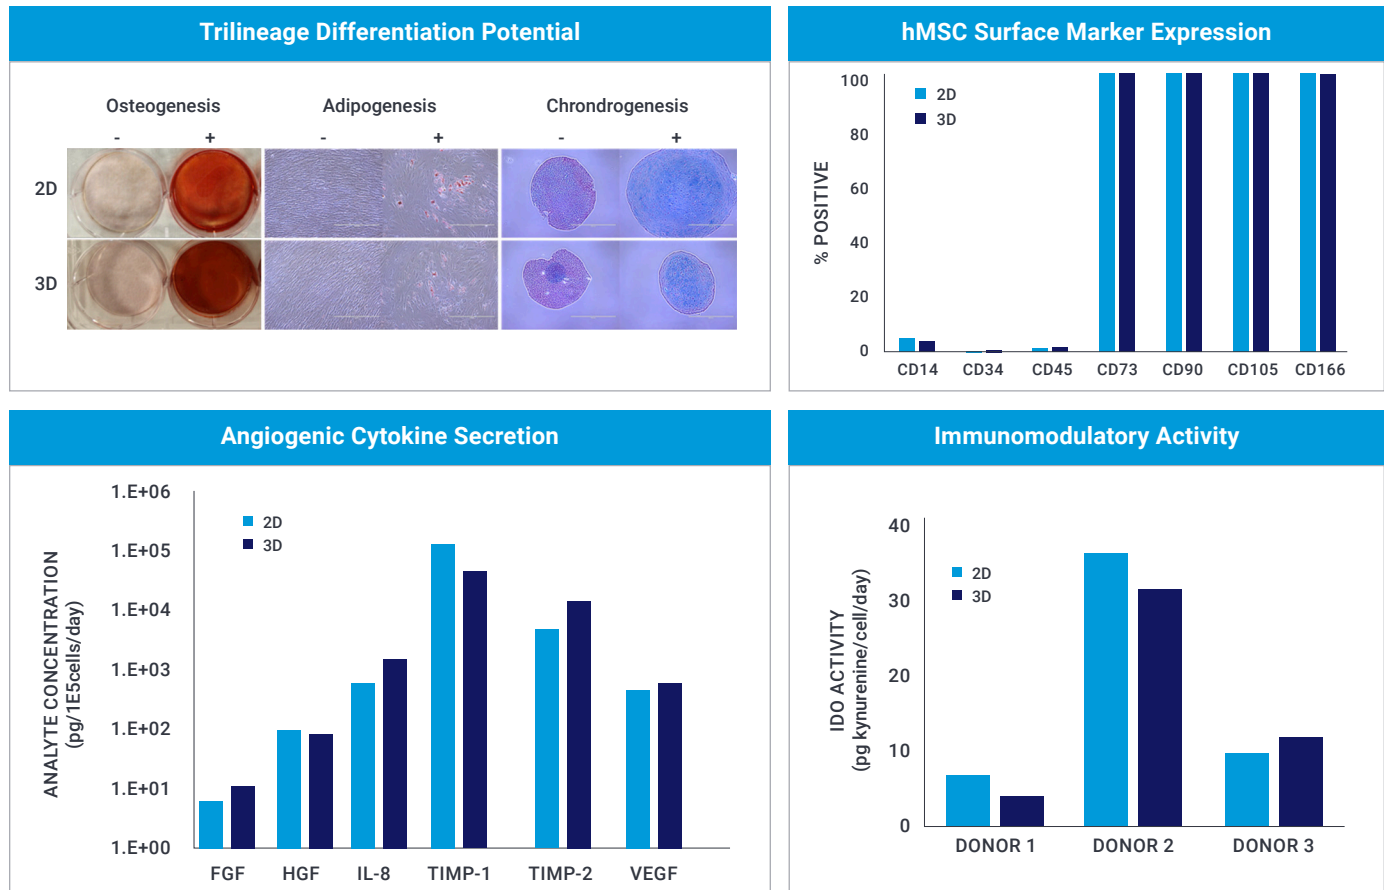 Trilineage Differentiation Potential
Osteogenesis Adipogenesis Chrondrogenesis
- + - + - +
2D
3D
hMSC Surface Marker Expression
2D
3D
% POSITIVE
100
80
60
40
20
0
CD14 CD34 CD45 CD73 CD90 CD105 CD166
Angiogenic Cytokine Secretion
2D
3D
ANALYTE CONCENTRATION
(pg/1E5cells/day)
1.E+06
1.E+05
1.E+04
1.E+03
1.E+02
1.E+01
1.E+00
FGF HGF IL-8 TIMP-1 TIMP-2 VEGF
Immunomodulatory Activity
2D
3D
IDO ACTIVITY
(pg kynurenine/cell/day)
40
30
20
10
0
DONOR 1 DONOR 2 DONOR 3